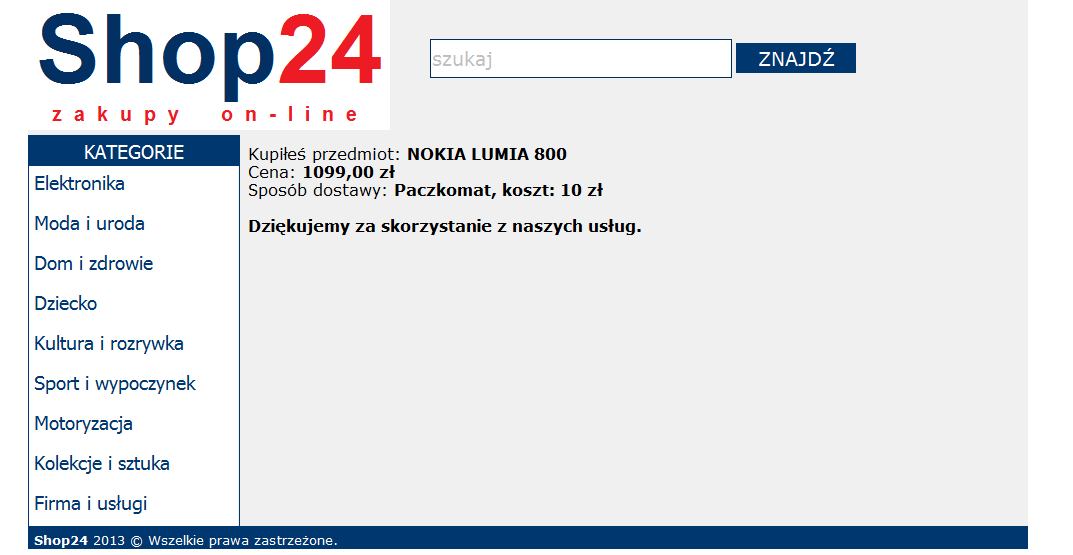 Shop24
zakupy on-line
szukaj
ZNAJDŹ
KATEGORIE
Elektronika
Moda i uroda
Dom i zdrowie
Dziecko
Kultura i rozrywka
Sport i wypoczynek
Motoryzacja
Kolekcje i sztuka
Firma i usługi
Kupiłeś przedmiot: NOKIA LUMIA 800
Cena: 1099,00 zł
Sposób dostawy: Paczkomat, koszt: 10 zł
Dziękujemy za skorzystanie z naszych usług.
Shop24 2013 © Wszelkie prawa zastrzeżone.